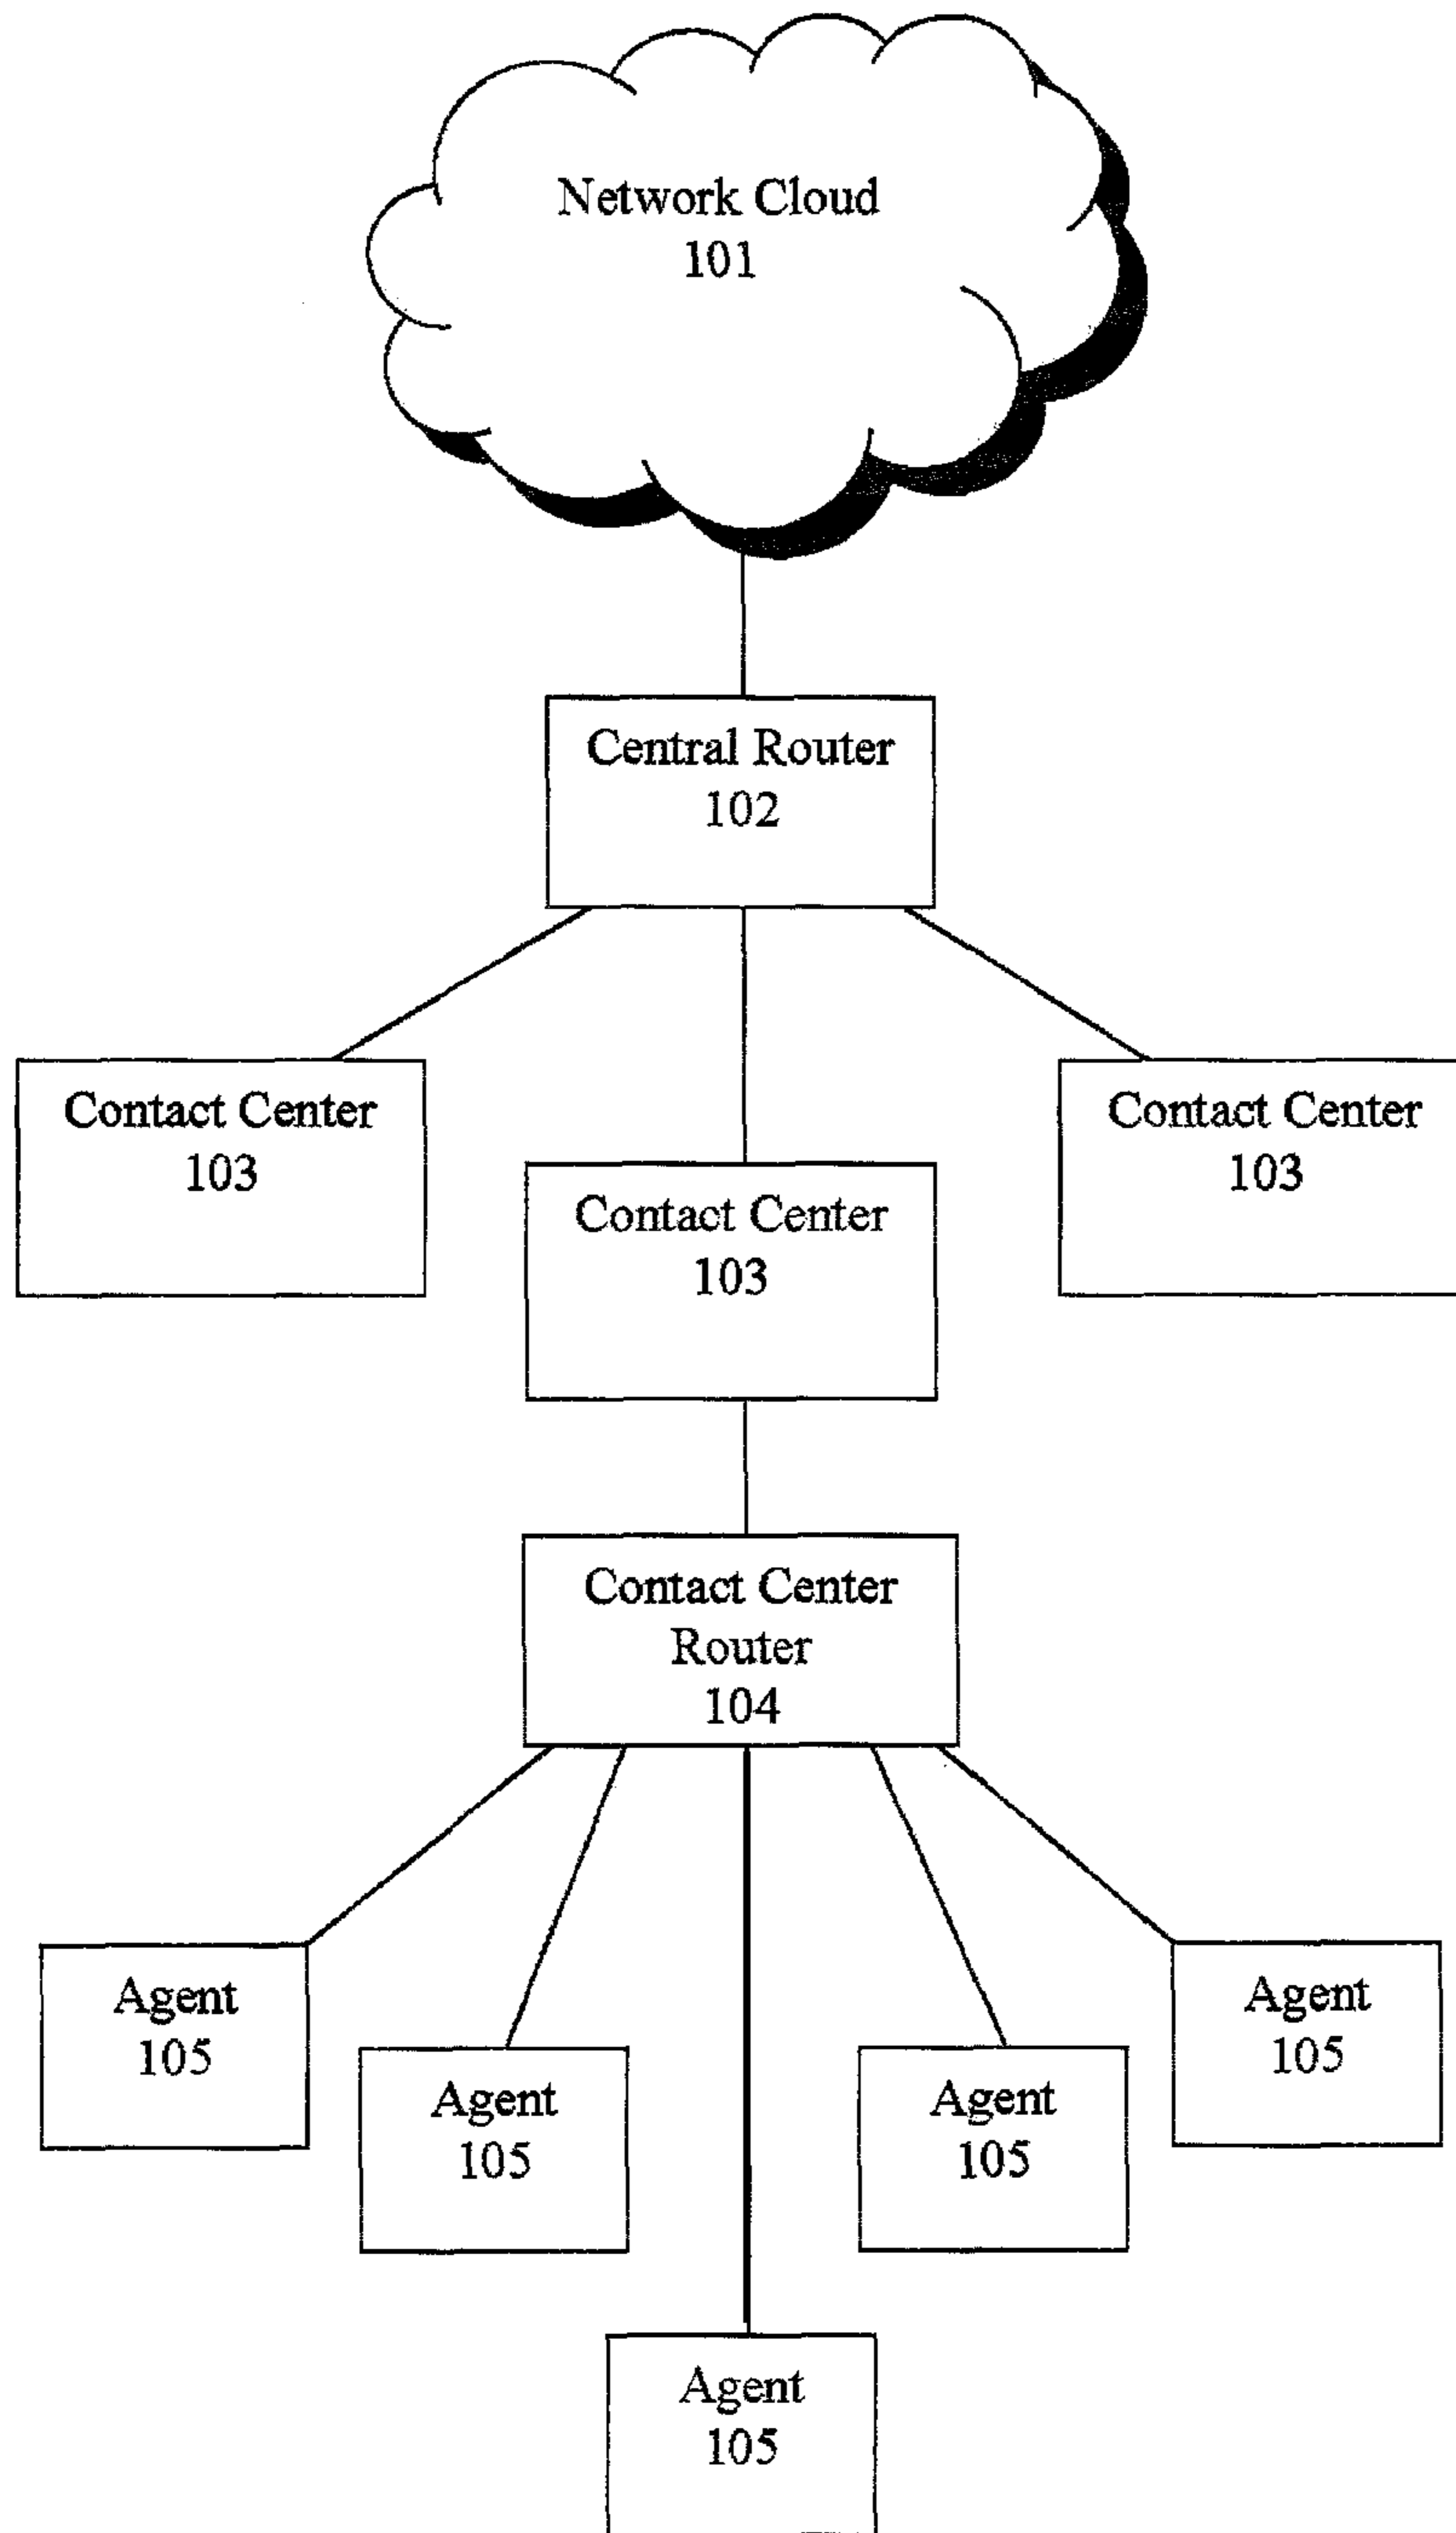 Network Cloud
101
Central Router
102
Contact Center
103
Contact Center
103
Contact Center
103
Contact Center
Router
104
Agent
105
Agent
105
Agent
105
Agent
105
Agent
105